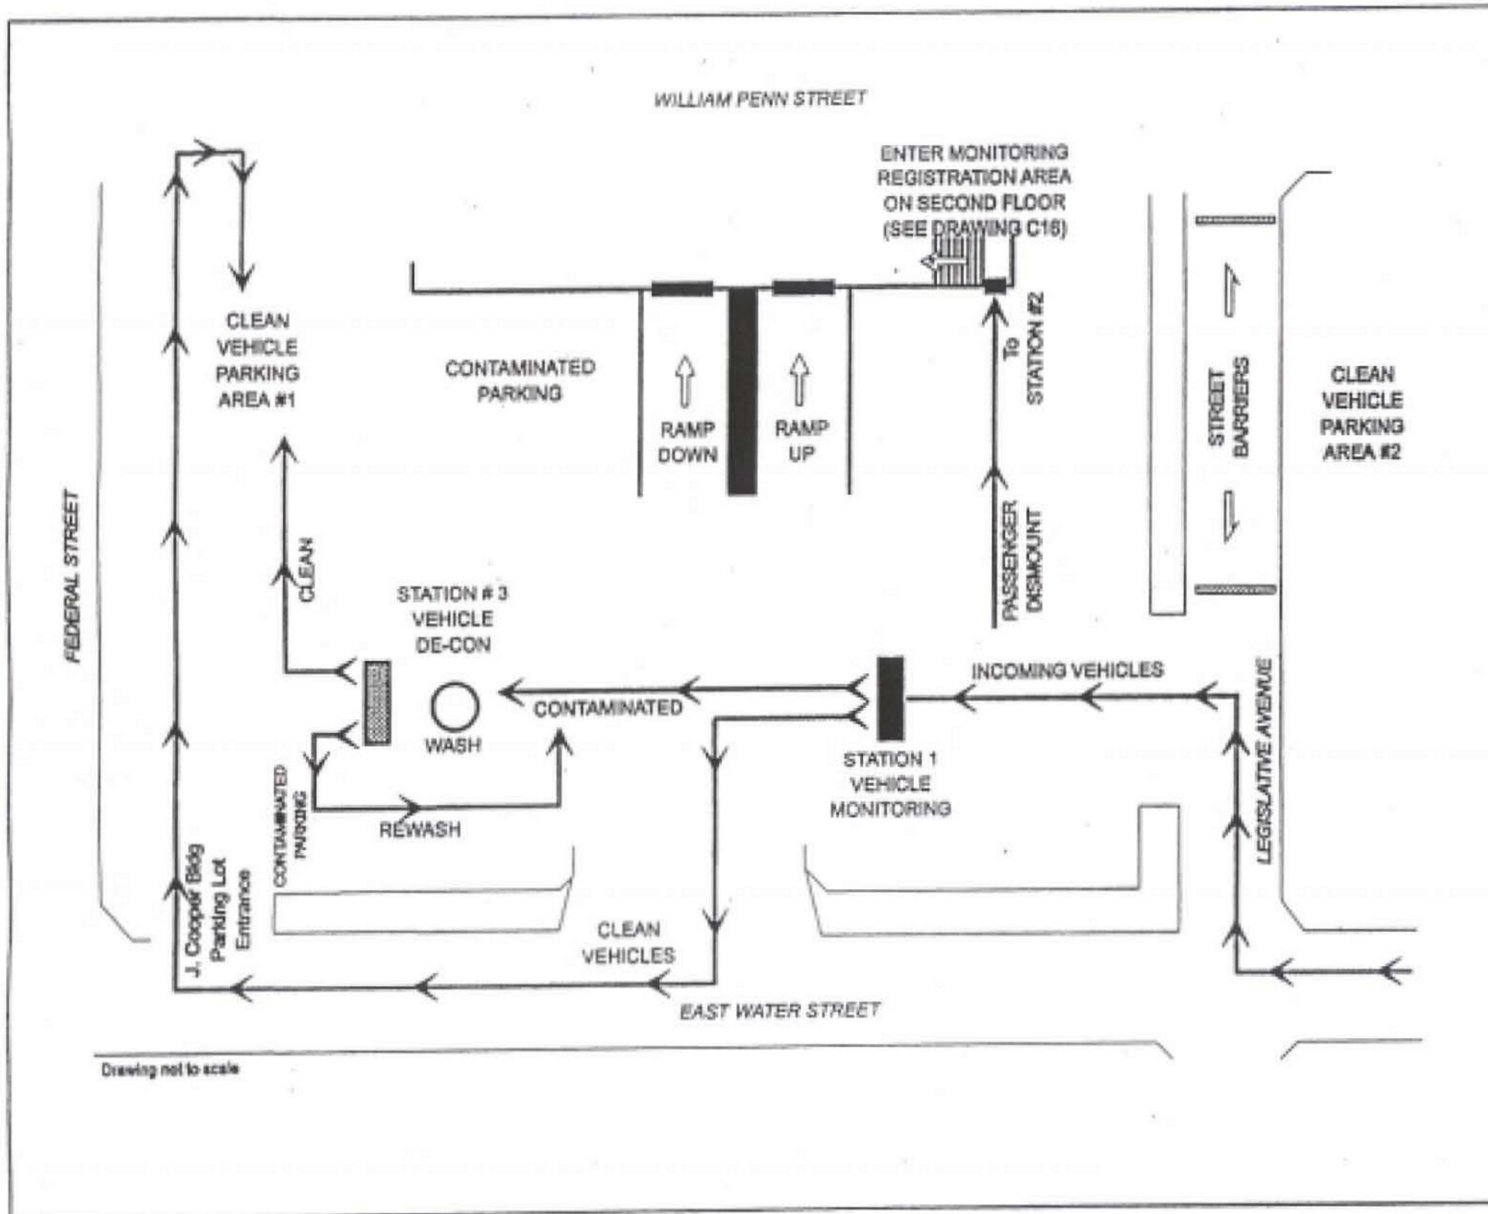 WILLIAM PENN STREET
ENTER MONITORING
REGISTRATION AREA
ON SECOND FLOOR
(SEE DRAWING C16)
CLEAN
VEHICLE
PARKING
AREA #1
CONTAMINATED
PARKING
RAMP
DOWN
RAMP
UP
To
STATION #2
STREET
BARRIERS
CLEAN
VEHICLE
PARKING
AREA #2
FEDERAL STREET
CLEAN
STATION # 3
VEHICLE
DE-CON
PASSENGER
DISMOUNT
INCOMING VEHICLES
CONTAMINATED
WASH
STATION 1
VEHICLE
MONITORING
LEGISLATIVE AVENUE
CONTAMINATED
PARKING
REWASH
J. Cooper Bldg
Parking Lot
Entrance
CLEAN
VEHICLES
EAST WATER STREET
Drawing not to scale